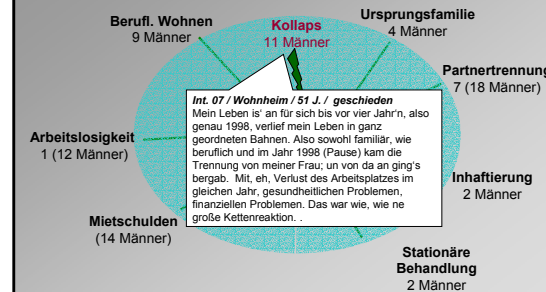 Berufl. Wohnen
9 Männer
Kollaps
11 Männer
Ursprungsfamilie
4 Männer
Partnertrennung
7 (18 Männer)
Int. 07 / Wohnheim / 51 J. / geschieden
Mein Leben is' an für sich bis vor vier Jahr'n, also
genau 1998, verlief mein Leben in ganz
geordneten Bahnen. Also sowohl familiär, wie
beruflich und im Jahr 1998 (Pause) kam die
Trennung von meiner Frau; un von da an ging's
bergab. Mit, eh, Verlust des Arbeitsplatzes im
gleichen Jahr, gesundheitlichen Problemen,
finanziellen Problemen. Das war wie, wie ne
große Kettenreaktion. .
Arbeitslosigkeit
1 (12 Männer)
Inhaftierung
2 Männer
Mietschulden
(14 Männer)
Stationäre
Behandlung
2 Männer